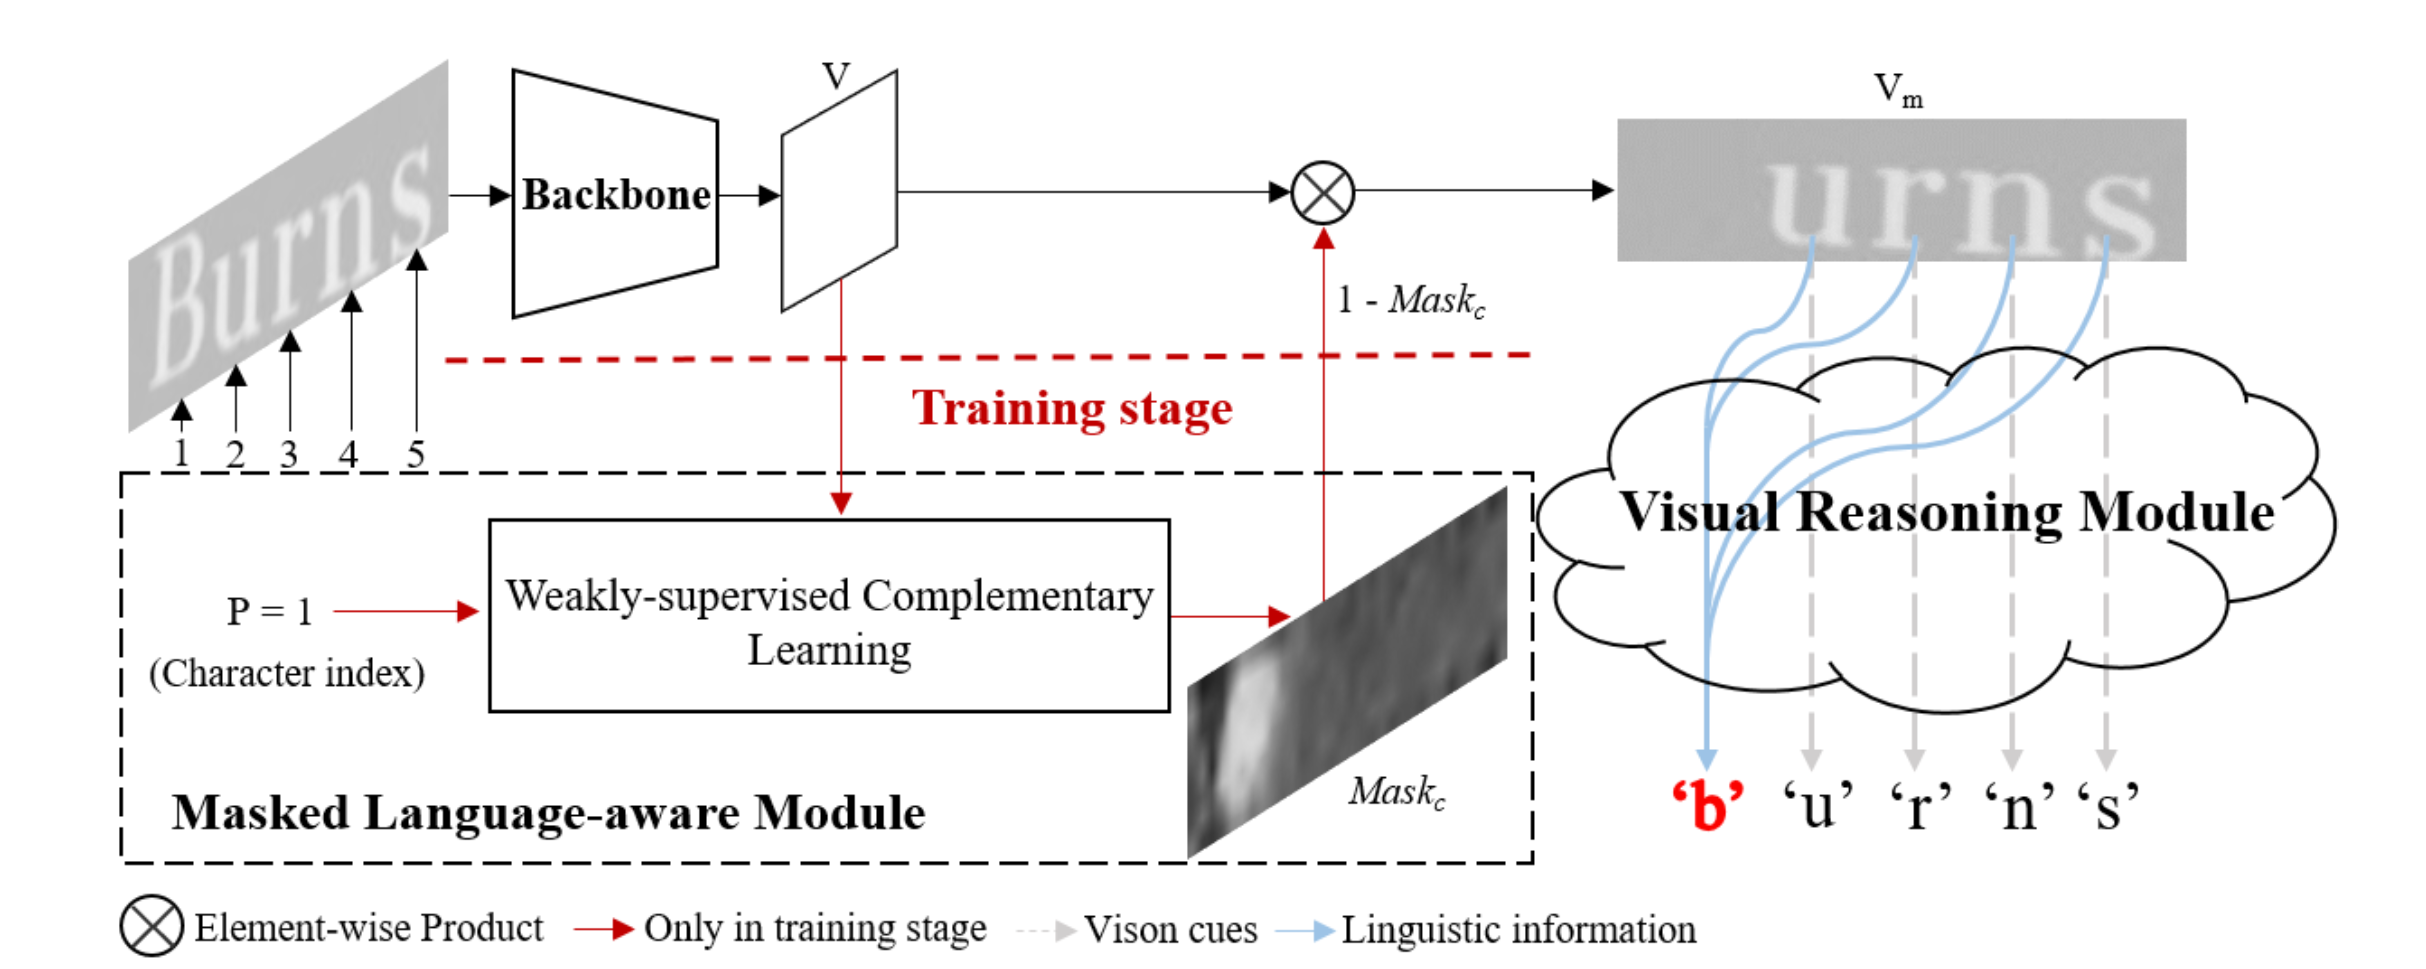 V
V_m
Burns
Backbone
urns
1 - Mask_c
Training stage
1 2 3 4 5
Visual Reasoning Module
Weakly-supervised Complementary
Learning
P = 1
(Character index)
Mask_c
Masked Language-aware Module
‘b’ ‘u’ ‘r’ ‘n’ ‘s’
Element-wise Product
Only in training stage
Vison cues
Linguistic information